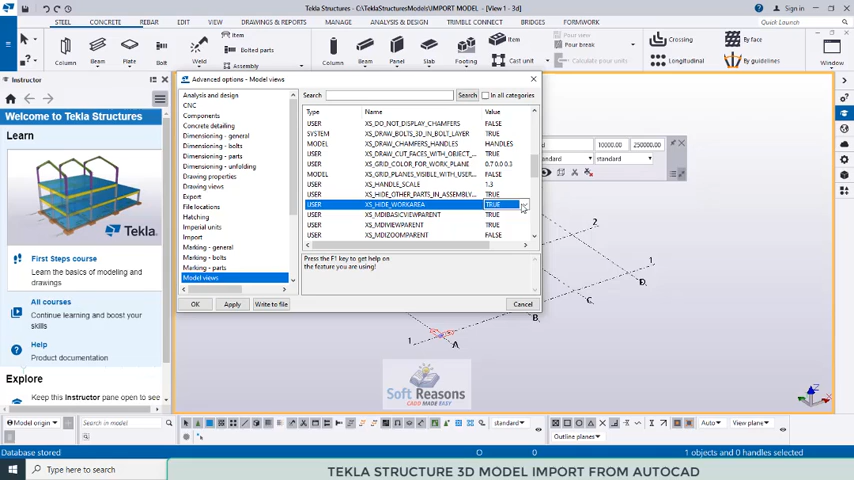 Tekla Structures - C:\TeklaStructuresModels\IMPORT MODEL - [View 1 - 3d]
Sign in
STEEL CONCRETE REBAR EDIT VIEW DRAWINGS & REPORTS MANAGE ANALYSIS & DESIGN TRIMBLE CONNECT BRIDGES FORMWORK
Quick Launch
Column Beam Plate Weld
Item
Bolted parts
Assembly
Column Beam Panel Slab Footing
Item
Pour view
Pour break
Calculate pour units
Crossing
Longitudinal
By face
By guidelines
Window
Instructor
Welcome to Tekla Structures
Learn
Tekla
First Steps course
Learn the basics of modeling and
drawings
All courses
Continue learning and boost your
skills
Help
Product documentation
Explore
Keep this Instructor pane open to see
Advanced options - Model views
Analysis and design
CNC
Components
Concrete detailing
Dimensioning - general
Dimensioning - bolts
Dimensioning - parts
Dimensioning - unfolding
Drawing properties
Drawing views
Export
File locations
Hatching
Imperial units
Import
Marking - general
Marking - bolts
Marking - parts
Model views
Search
Search
In all categories
Type Name Value
USER XS_DO_NOT_DISPLAY_CHAMFERS FALSE
SYSTEM XS_DRAW_BOLTS_3D_IN_BOLT_LAYER TRUE
MODEL XS_DRAW_CHAMFERS_HANDLES HANDLES
USER XS_DRAW_CUT_FACES_WITH_OBJECT_... TRUE
USER XS_GRID_COLOR_FOR_WORK_PLANE 0.7 0.0 0.3
MODEL XS_GRID_PLANES_VISIBLE_WITH_USER... FALSE
USER XS_HANDLE_SCALE 1.3
USER XS_HIDE_OTHER_PARTS_IN_ASSEMBLY... TRUE
USER XS_HIDE_WORKAREA TRUE
USER XS_MDIBASICVIEWPARENT TRUE
USER XS_MDIVIEWPARENT TRUE
USER XS_MDIZOOMPARENT FALSE
Press the F1 key to get help on
the feature you are using!
OK Apply Write to file Cancel
10000.00 250000.00
standard standard
2
1
D
C
B
1
A
Soft Reasons
CADD MADE EASY
Model origin
Search in model
Auto
View plane
Outline planes
Database stored
O 0
1 objects and 0 handles selected
Type here to search
TEKLA STRUCTURE 3D MODEL IMPORT FROM AUTOCAD